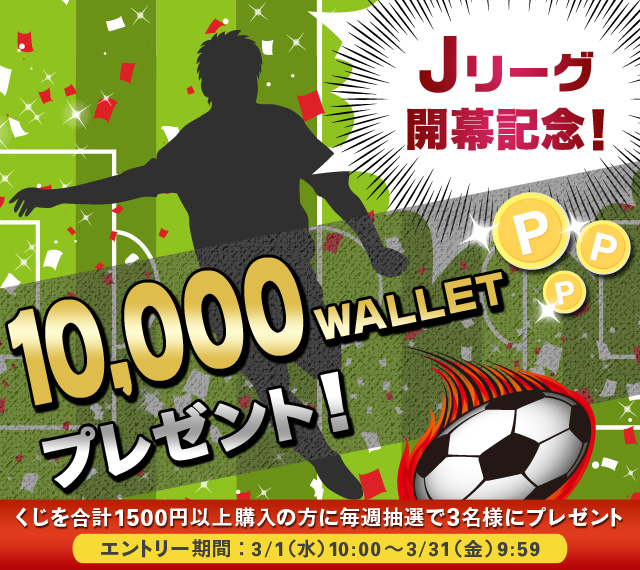 Jリーグ
開幕記念!
P
P
P
10,000 WALLET
プレゼント!
くじを合計1500円以上購入の方に毎週抽選で3名様にプレゼント
エントリー期間:3/1(水)10:00〜3/31(金)9:59